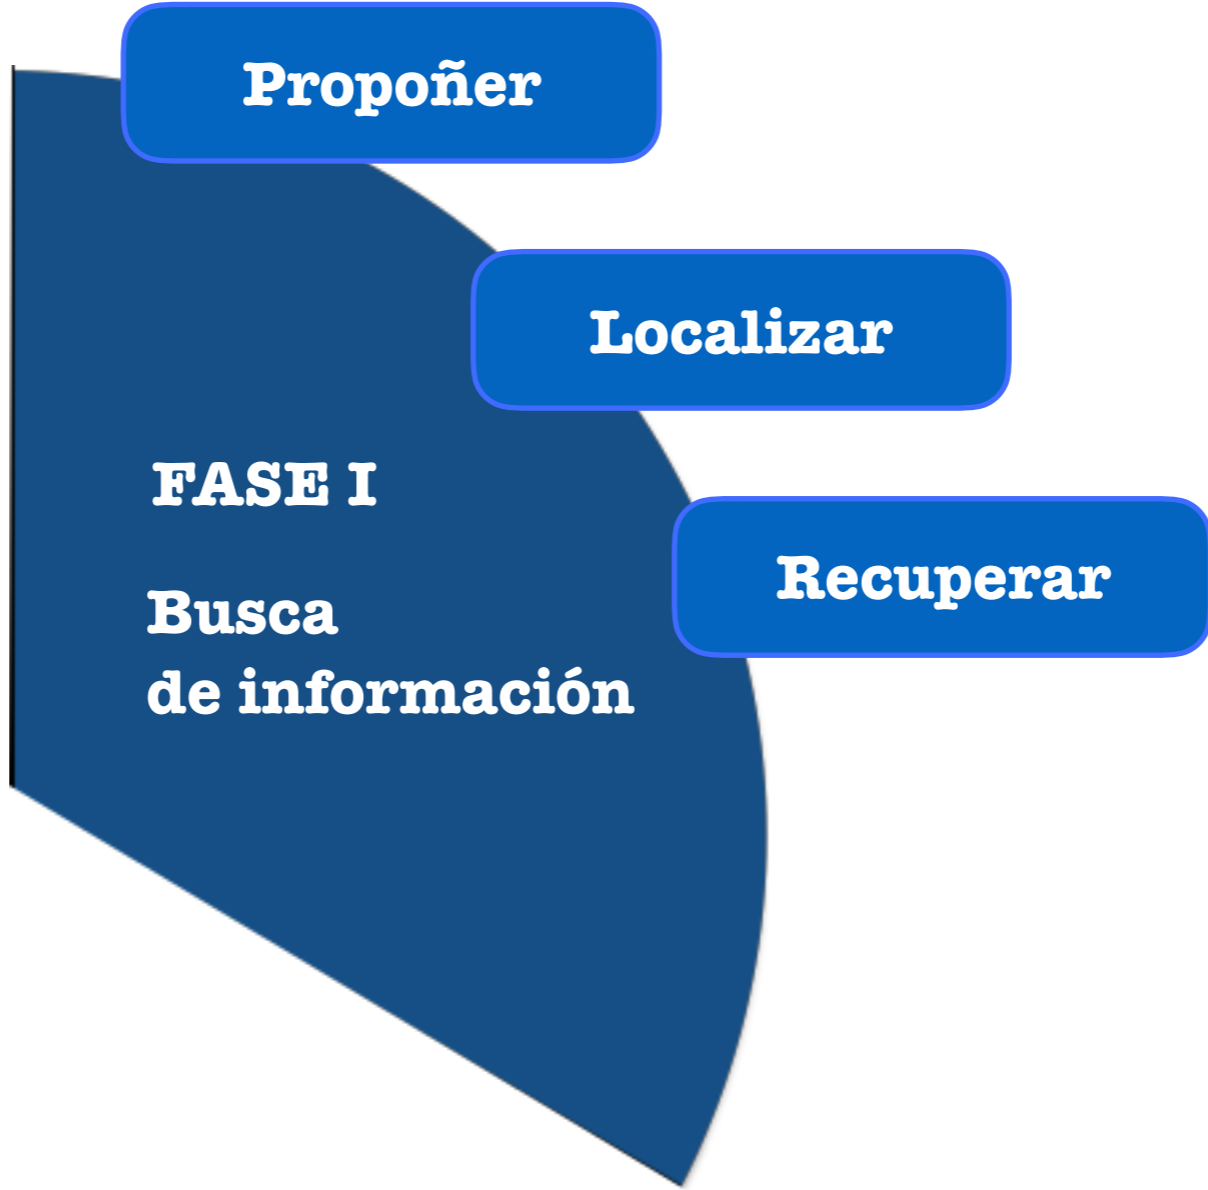 Propoñer
Localizar
FASE I
Recuperar
Busca
de información